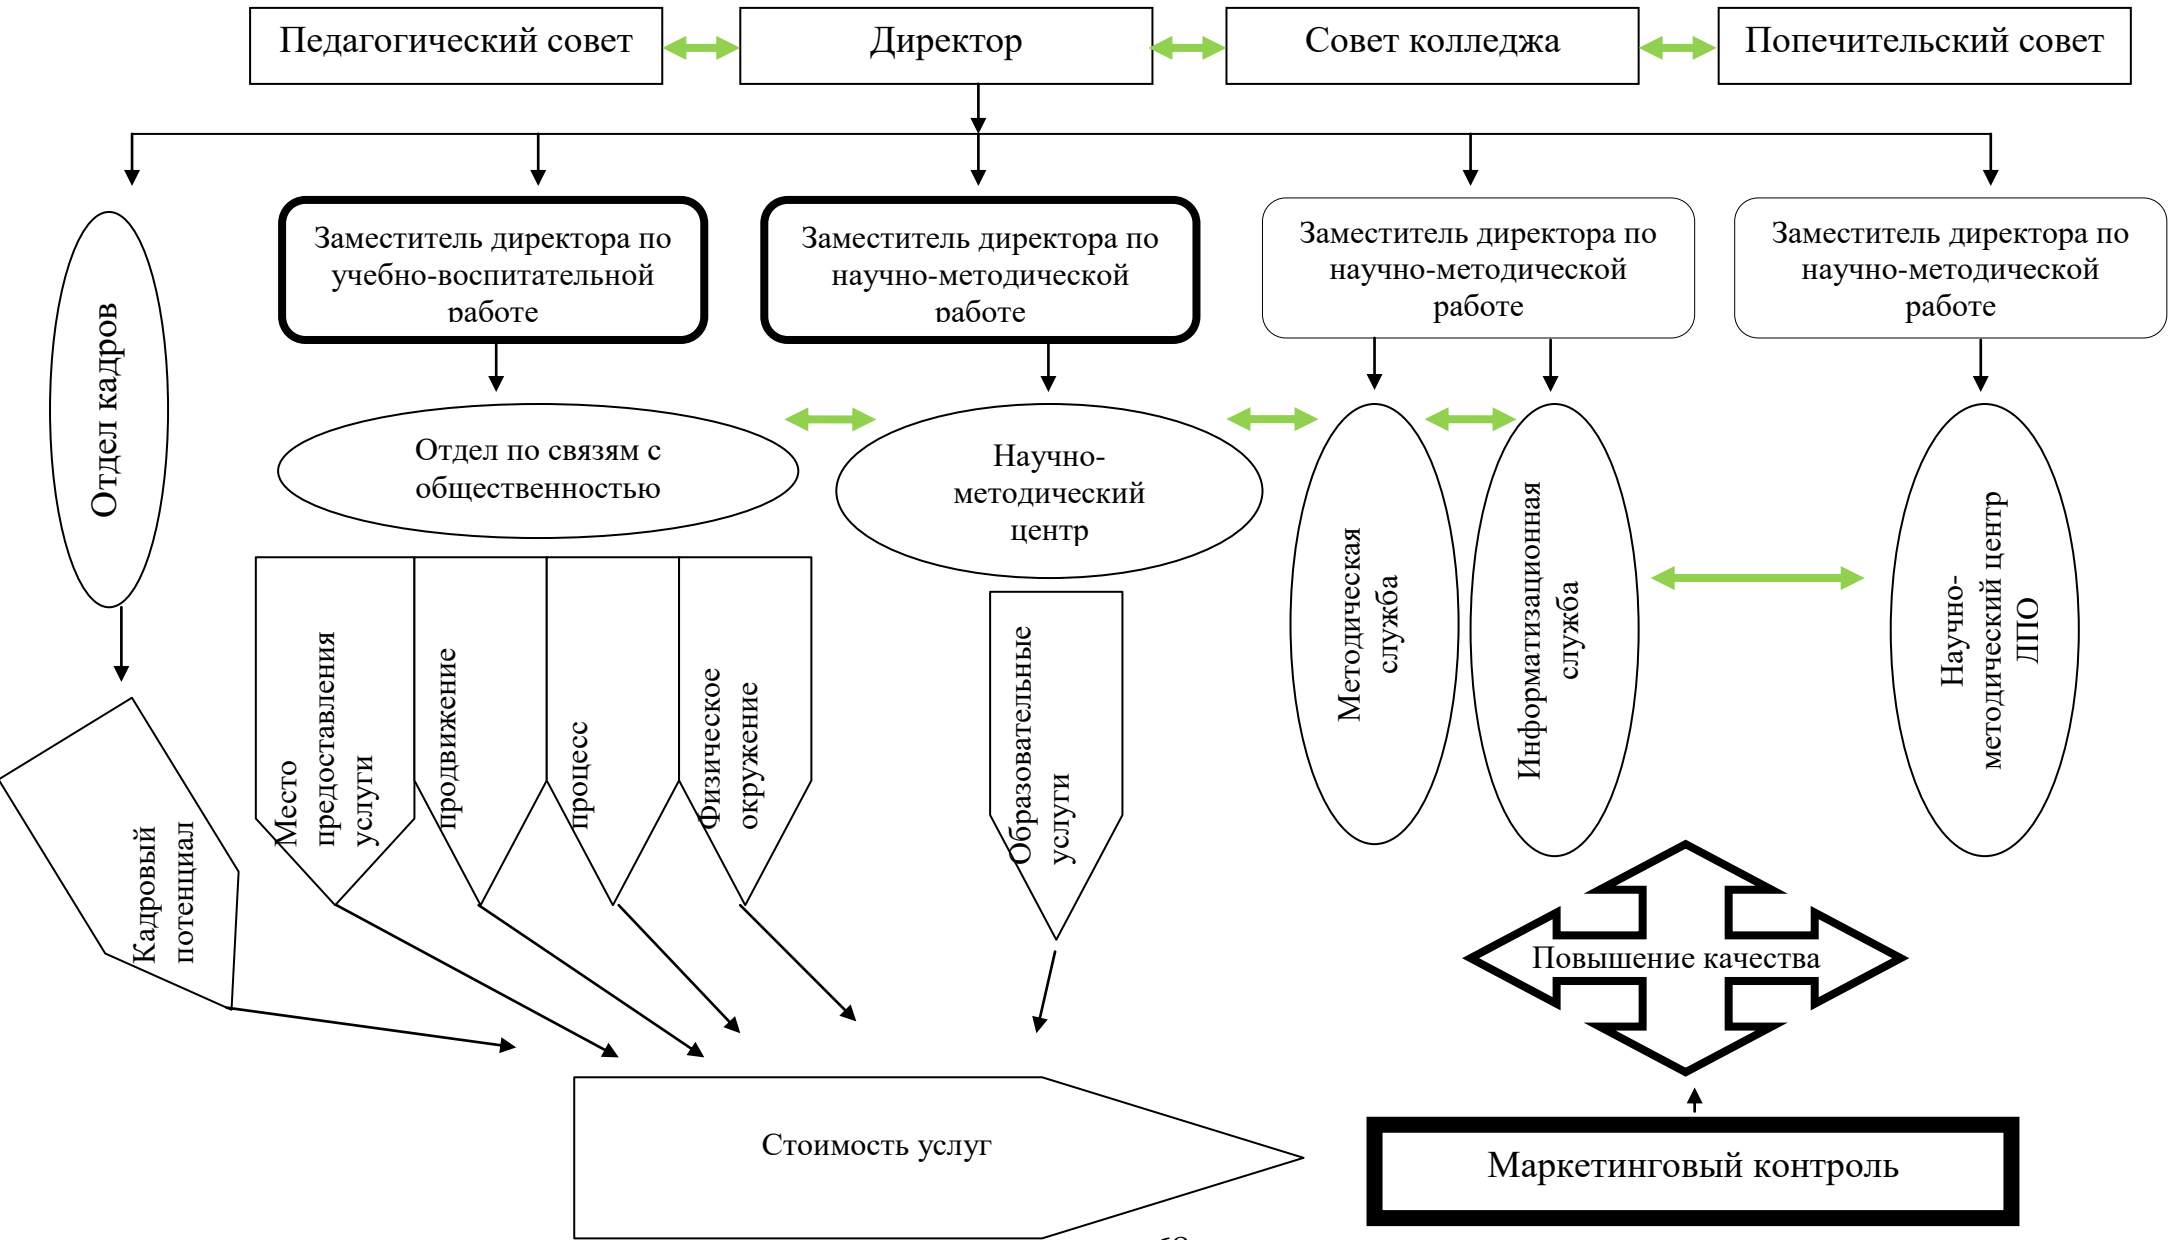 Педагогический совет
Директор
Совет колледжа
Попечительский совет
Отдел кадров
Заместитель директора по
учебно-воспитательной
работе
Заместитель директора по
научно-методической
работе
Заместитель директора по
научно-методической
работе
Заместитель директора по
научно-методической
работе
Отдел по связям с
общественностью
Научно-
методический
центр
Методическая
служба
Информатизационная
служба
Научно-
методический центр
ДПО
Кадровый
потенциал
Место
предоставления
услуги
продвижение
процесс
Физическое
окружение
Образовательные
услуги
Повышение качества
Стоимость услуг
Маркетинговый контроль